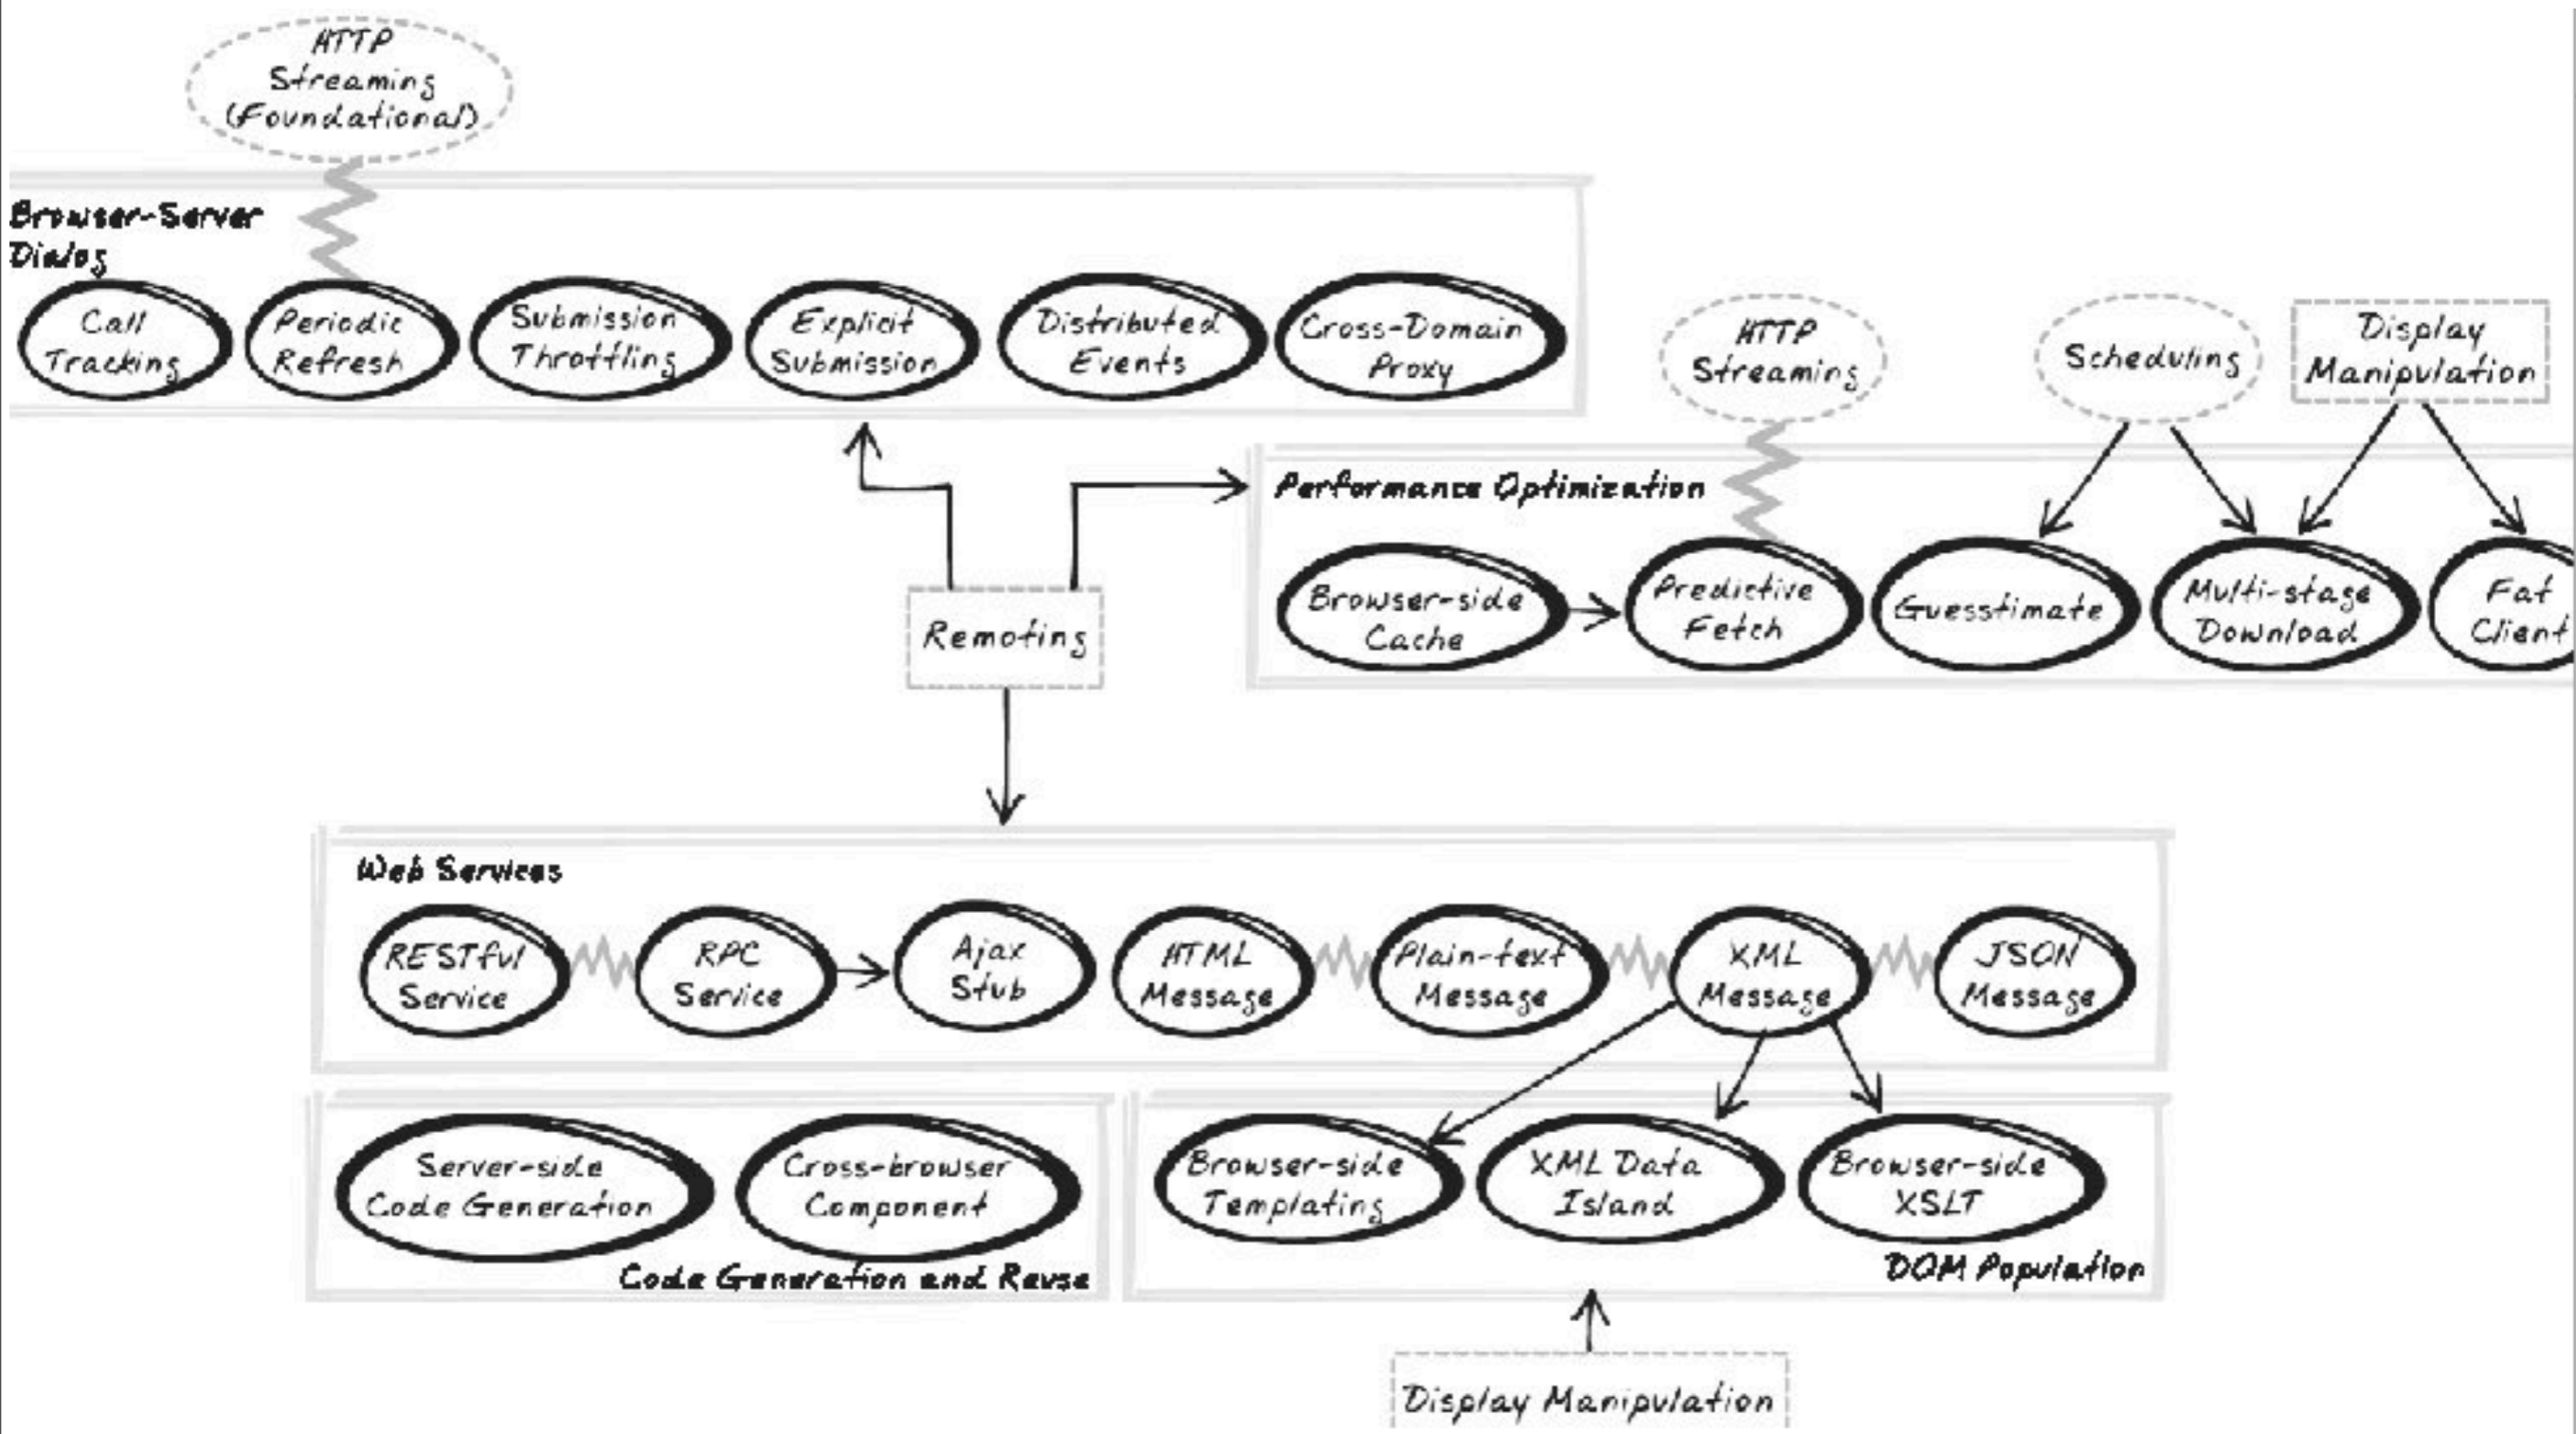 HTTP
Streaming
(Foundational)
Browser-Server
Dialog
Call
Tracking
Periodic
Refresh
Submission
Throttling
Explicit
Submission
Distributed
Events
Cross-Domain
Proxy
HTTP
Streaming
Scheduling
Display
Manipulation
Performance Optimization
Browser-side
Cache
Predictive
Fetch
Guesstimate
Multi-stage
Download
Fat
Client
Remoting
Web Services
RESTful
Service
RPC
Service
Ajax
Stub
HTML
Message
Plain-text
Message
XML
Message
JSON
Message
Server-side
Code Generation
Cross-browser
Component
Code Generation and Reuse
Browser-side
Templating
XML Data
Island
Browser-side
XSLT
DOM Population
Display Manipulation